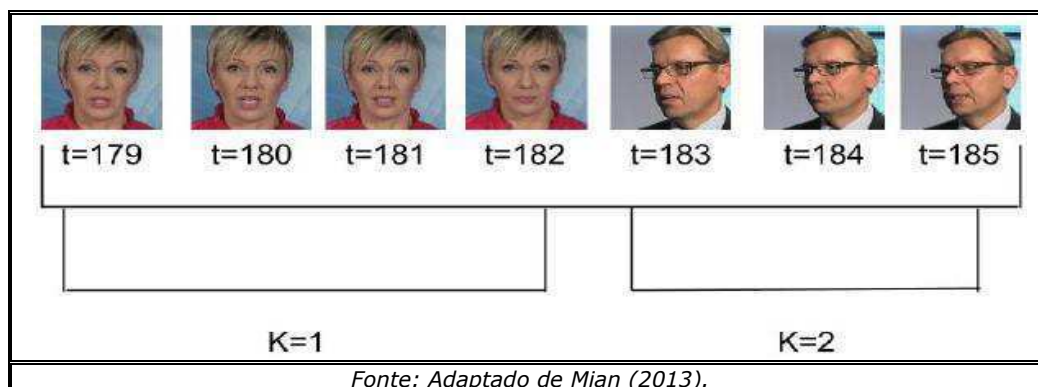 t=179 t=180 t=181 t=182 t=183 t=184 t=185
K=1 K=2
Fonte: Adaptado de Mian (2013).